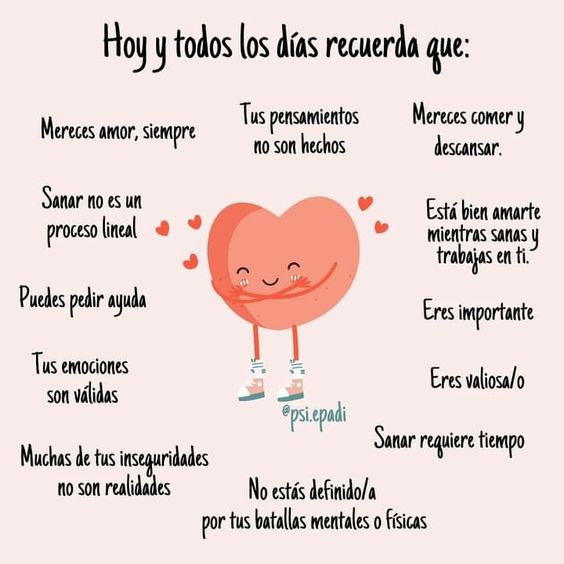 Hoy y todos los días recuerda que:
Mereces amor, siempre
Tus pensamientos
no son hechos
Mereces comer y
descansar.
Sanar no es un
proceso lineal
Está bien amarte
mientras sanas y
trabajas en ti.
Puedes pedir ayuda
Eres importante
Tus emociones
son válidas
Eres valiosa/o
@psi.epadi
Sanar requiere tiempo
Muchas de tus inseguridades
no son realidades
No estás definido/a
por tus batallas mentales o físicas